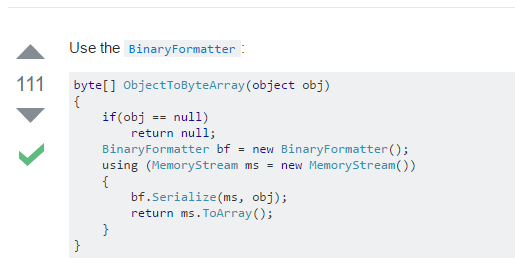 Use the BinaryFormatter:
111
byte[] ObjectToByteArray(object obj)
{
    if(obj == null)
        return null;
    BinaryFormatter bf = new BinaryFormatter();
    using (MemoryStream ms = new MemoryStream())
    {
        bf.Serialize(ms, obj);
        return ms.ToArray();
    }
}